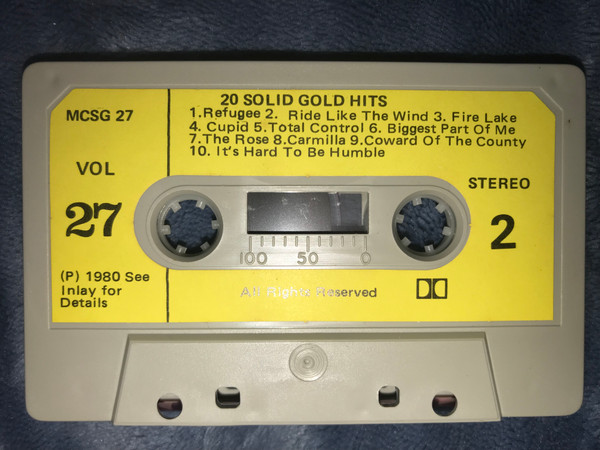 20 SOLID GOLD HITS
MCSG 27
1.Refugee 2. Ride Like The Wind 3. Fire Lake
4. Cupid 5.Total Control 6. Biggest Part Of Me
7.The Rose 8.Carmilla 9.Coward Of The County
10. It's Hard To Be Humble
VOL
27
STEREO
2
100 50 0
(P) 1980 See
Inlay for
Details
All Rights Reserved